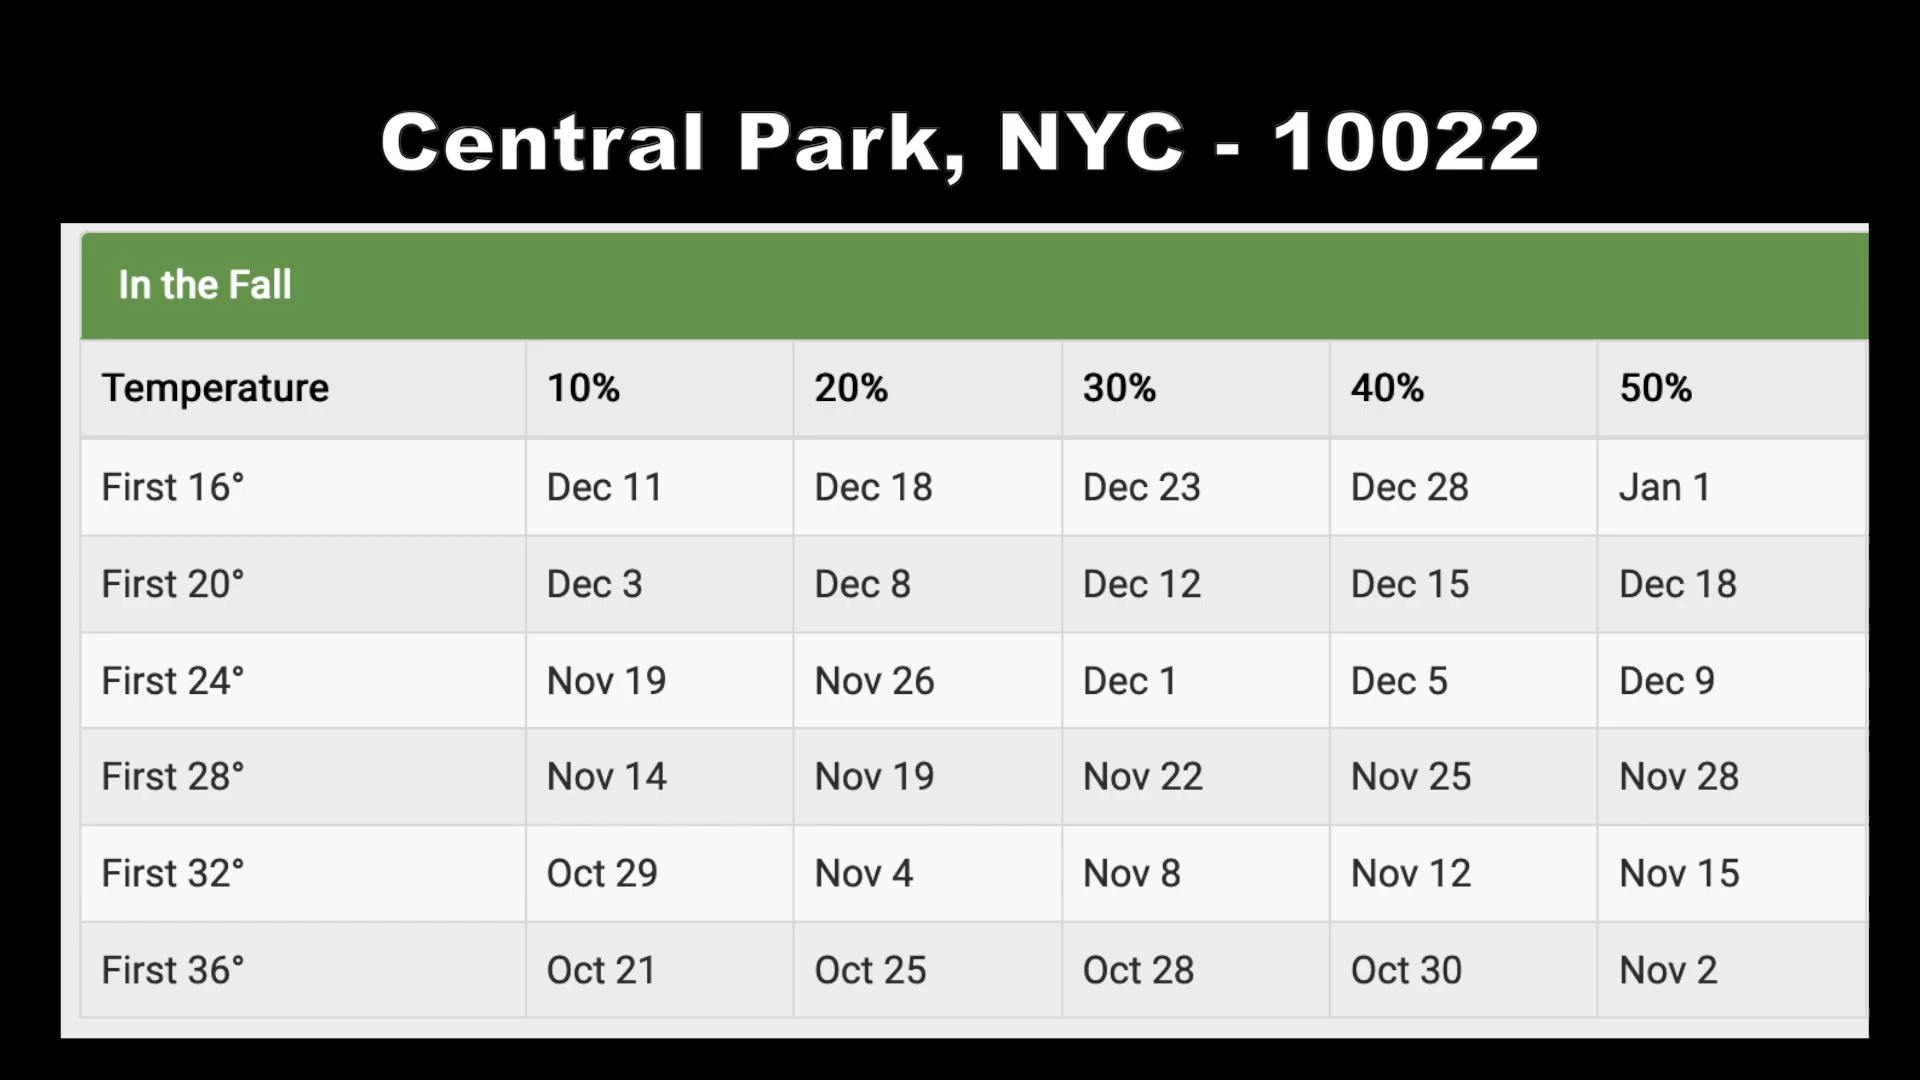 Central Park, NYC - 10022
In the Fall
Temperature 10% 20% 30% 40% 50%
First 16° Dec 11 Dec 18 Dec 23 Dec 28 Jan 1
First 20° Dec 3 Dec 8 Dec 12 Dec 15 Dec 18
First 24° Nov 19 Nov 26 Dec 1 Dec 5 Dec 9
First 28° Nov 14 Nov 19 Nov 22 Nov 25 Nov 28
First 32° Oct 29 Nov 4 Nov 8 Nov 12 Nov 15
First 36° Oct 21 Oct 25 Oct 28 Oct 30 Nov 2